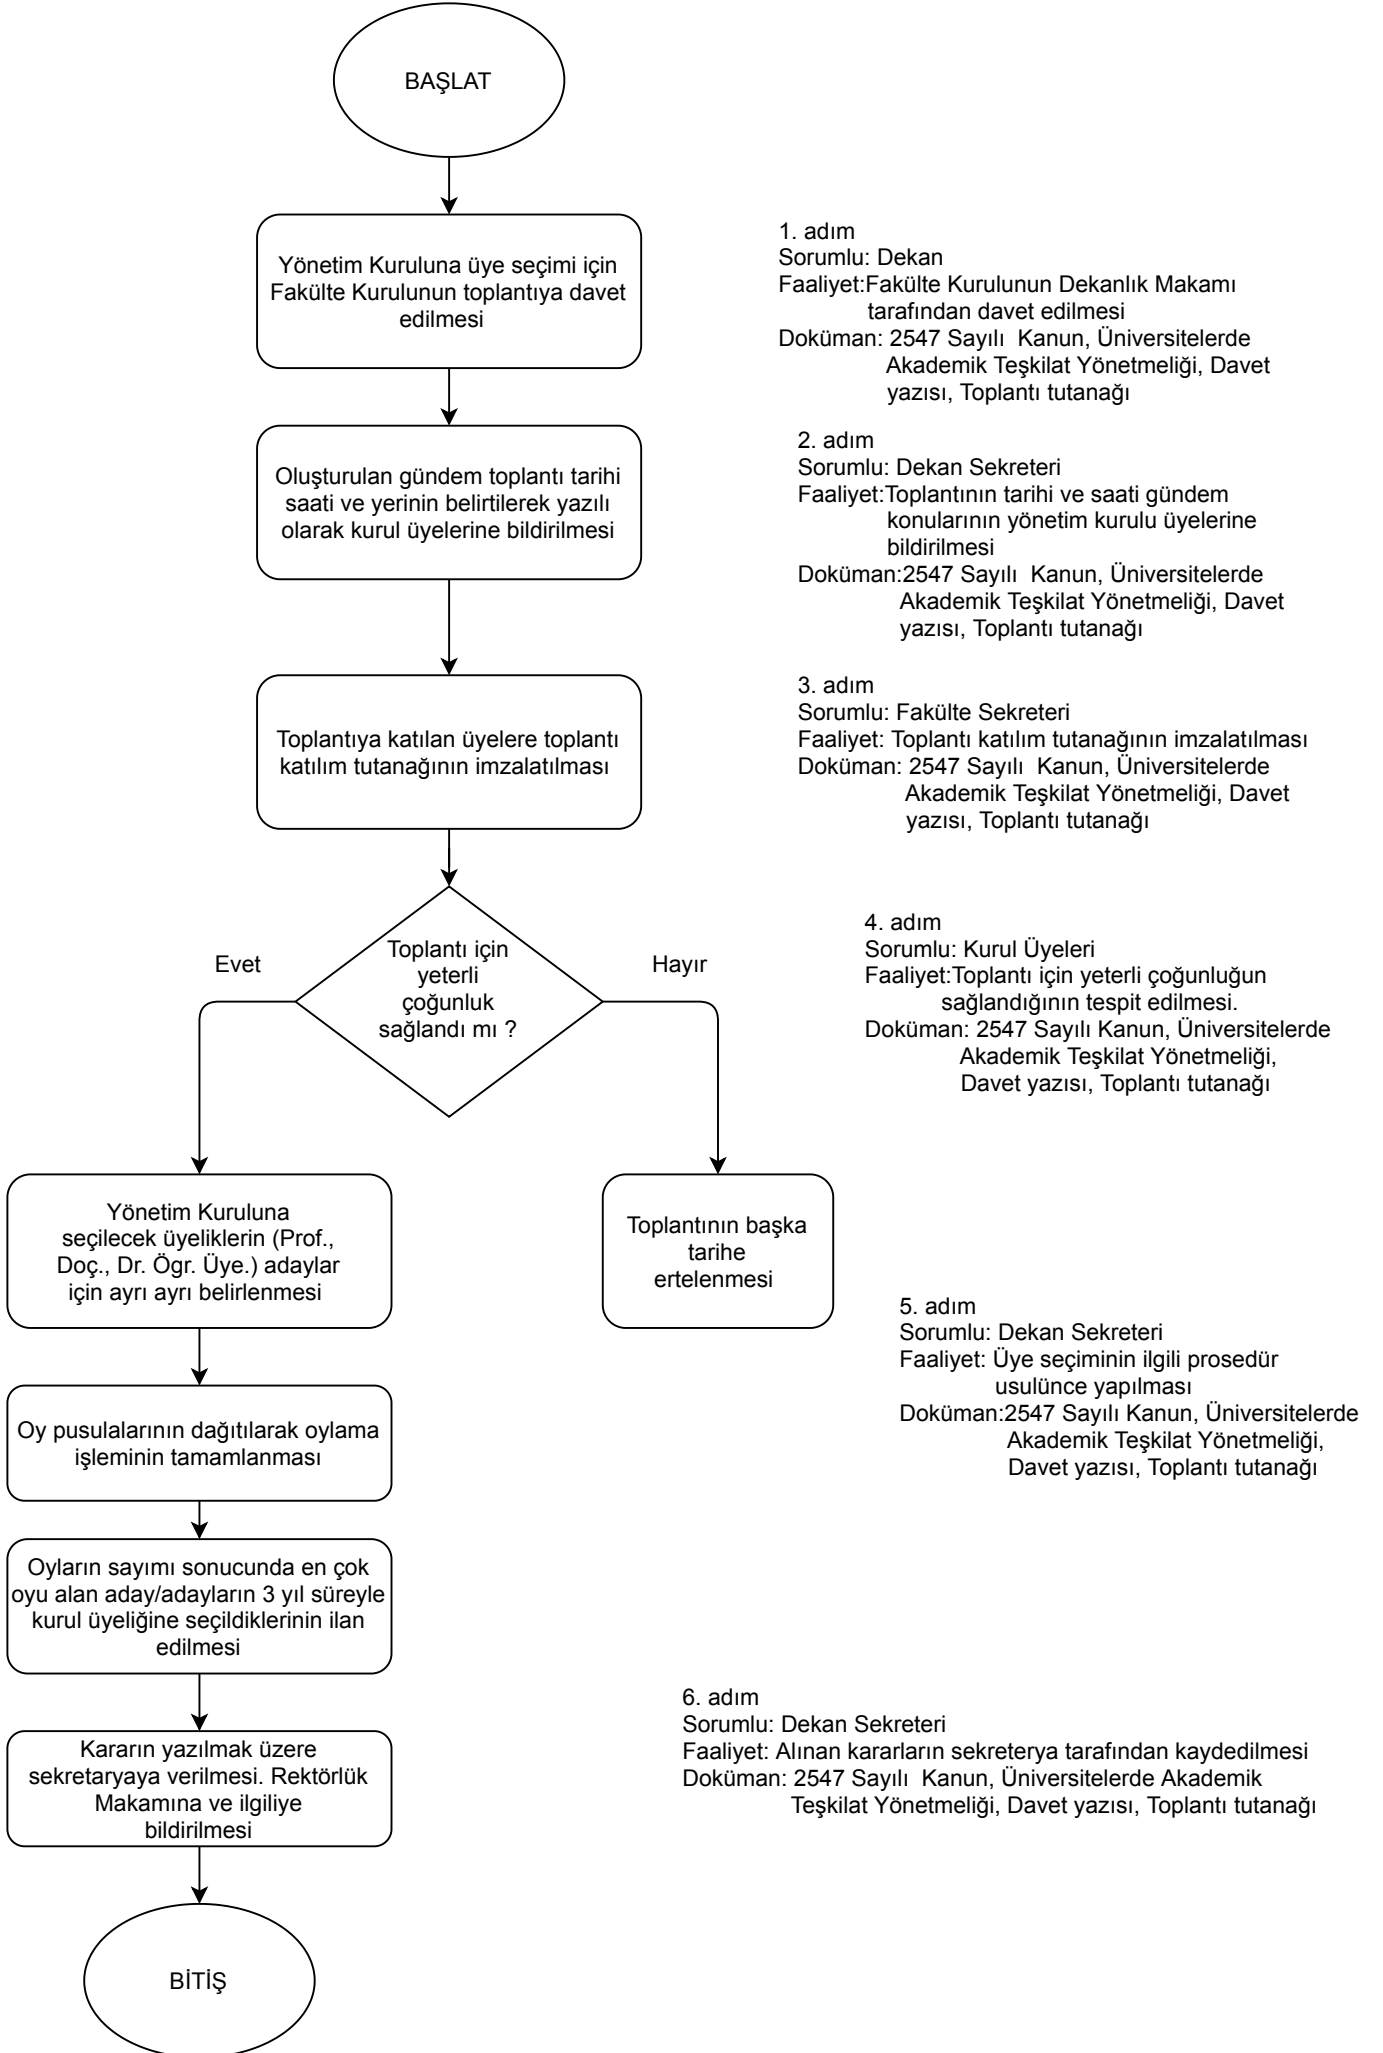 BAŞLAT
Yönetim Kuruluna üye seçimi için
Fakülte Kurulunun toplantıya davet
edilmesi
1. adım
Sorumlu: Dekan
Faaliyet:Fakülte Kurulunun Dekanlık Makamı
tarafından davet edilmesi
Doküman: 2547 Sayılı Kanun, Üniversitelerde
Akademik Teşkilat Yönetmeliği, Davet
yazısı, Toplantı tutanağı
Oluşturulan gündem toplantı tarihi
saati ve yerinin belirtilerek yazılı
olarak kurul üyelerine bildirilmesi
2. adım
Sorumlu: Dekan Sekreteri
Faaliyet:Toplantının tarihi ve saati gündem
konularının yönetim kurulu üyelerine
bildirilmesi
Doküman:2547 Sayılı Kanun, Üniversitelerde
Akademik Teşkilat Yönetmeliği, Davet
yazısı, Toplantı tutanağı
Toplantıya katılan üyelere toplantı
katılım tutanağının imzalatılması
3. adım
Sorumlu: Fakülte Sekreteri
Faaliyet: Toplantı katılım tutanağının imzalatılması
Doküman: 2547 Sayılı Kanun, Üniversitelerde
Akademik Teşkilat Yönetmeliği, Davet
yazısı, Toplantı tutanağı
Toplantı için
yeterli
çoğunluk
sağlandı mı ?
Evet
Hayır
4. adım
Sorumlu: Kurul Üyeleri
Faaliyet:Toplantı için yeterli çoğunluğun
sağlandığının tespit edilmesi.
Doküman: 2547 Sayılı Kanun, Üniversitelerde
Akademik Teşkilat Yönetmeliği,
Davet yazısı, Toplantı tutanağı
Yönetim Kuruluna
seçilecek üyeliklerin (Prof.,
Doç., Dr. Ögr. Üye.) adaylar
için ayrı ayrı belirlenmesi
Toplantının başka
tarihe
ertelenmesi
5. adım
Sorumlu: Dekan Sekreteri
Faaliyet: Üye seçiminin ilgili prosedür
usulünce yapılması
Doküman:2547 Sayılı Kanun, Üniversitelerde
Akademik Teşkilat Yönetmeliği,
Davet yazısı, Toplantı tutanağı
Oy pusulalarının dağıtılarak oylama
işleminin tamamlanması
Oyların sayımı sonucunda en çok
oyu alan aday/adayların 3 yıl süreyle
kurul üyeliğine seçildiklerinin ilan
edilmesi
Kararın yazılmak üzere
sekretaryaya verilmesi. Rektörlük
Makamına ve ilgiliye
bildirilmesi
6. adım
Sorumlu: Dekan Sekreteri
Faaliyet: Alınan kararların sekreterya tarafından kaydedilmesi
Doküman: 2547 Sayılı Kanun, Üniversitelerde Akademik
Teşkilat Yönetmeliği, Davet yazısı, Toplantı tutanağı
BİTİŞ